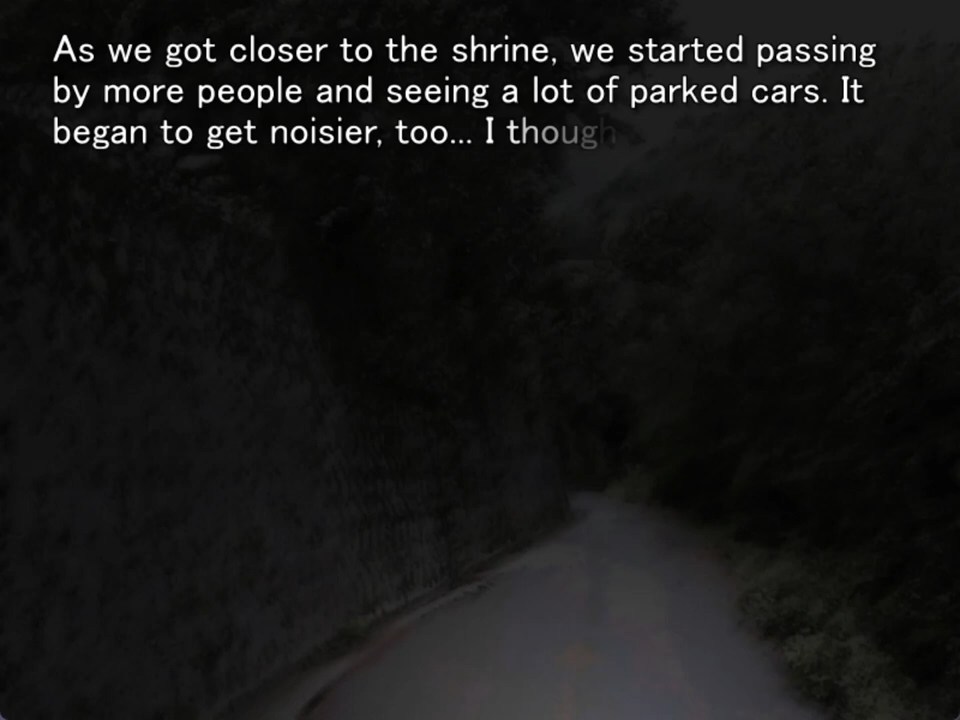 As we got closer to the shrine, we started passing
by more people and seeing a lot of parked cars. It
began to get noisier, too... I though